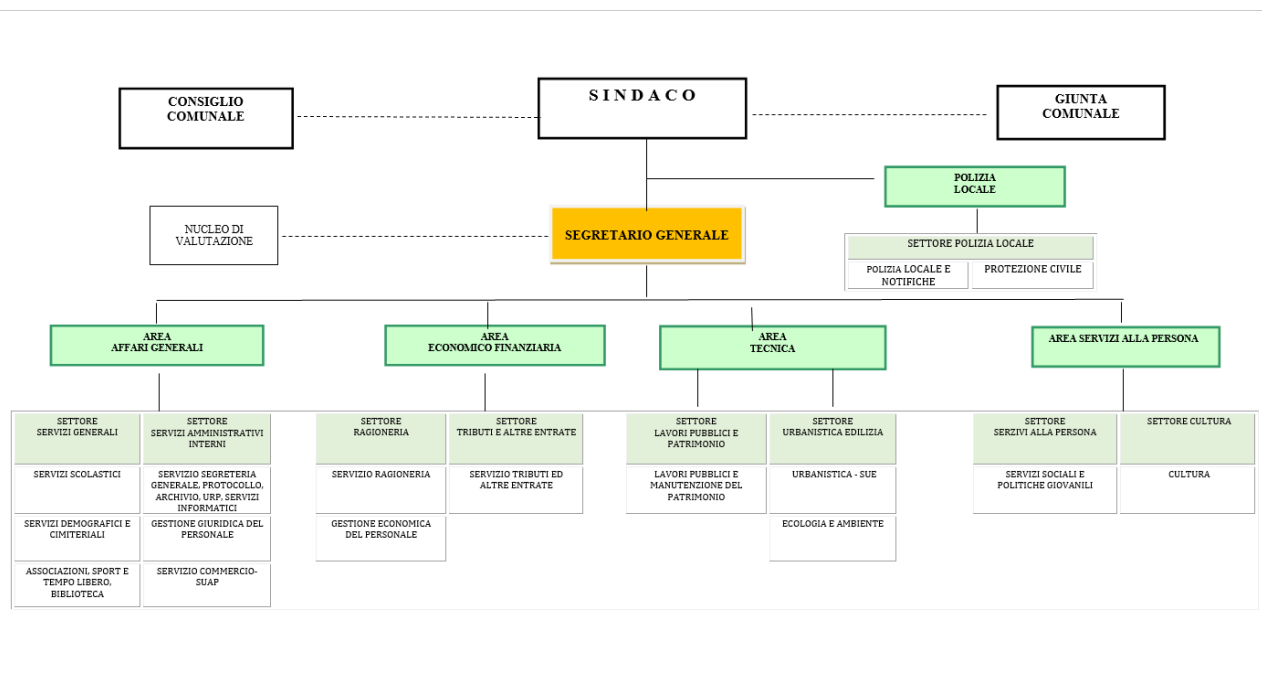 CONSIGLIO
COMUNALE
S I N D A C O
GIUNTA
COMUNALE
POLIZIA
LOCALE
NUCLEO DI
VALUTAZIONE
SEGRETARIO GENERALE
SETTORE POLIZIA LOCALE
POLIZIA LOCALE E
NOTIFICHE
PROTEZIONE CIVILE
AREA
AFFARI GENERALI
AREA
ECONOMICO FINANZIARIA
AREA
TECNICA
AREA SERVIZI ALLA PERSONA
SETTORE
SERVIZI GENERALI
SETTORE
SERVIZI AMMINISTRATIVI
INTERNI
SETTORE
RAGIONERIA
SETTORE
TRIBUTI E ALTRE ENTRATE
SETTORE
LAVORI PUBBLICI E
PATRIMONIO
SETTORE
URBANISTICA EDILIZIA
SETTORE
SERZIVI ALLA PERSONA
SETTORE CULTURA
SERVIZI SCOLASTICI
SERVIZIO SEGRETERIA
GENERALE, PROTOCOLLO,
ARCHIVIO, URP, SERVIZI
INFORMATICI
SERVIZIO RAGIONERIA
SERVIZIO TRIBUTI ED
ALTRE ENTRATE
LAVORI PUBBLICI E
MANUTENZIONE DEL
PATRIMONIO
URBANISTICA - SUE
SERVIZI SOCIALI E
POLITICHE GIOVANILI
CULTURA
SERVIZI DEMOGRAFICI E
CIMITERIALI
GESTIONE GIURIDICA DEL
PERSONALE
GESTIONE ECONOMICA
DEL PERSONALE
ECOLOGIA E AMBIENTE
ASSOCIAZIONI, SPORT E
TEMPO LIBERO,
BIBLIOTECA
SERVIZIO COMMERCIO-
SUAP